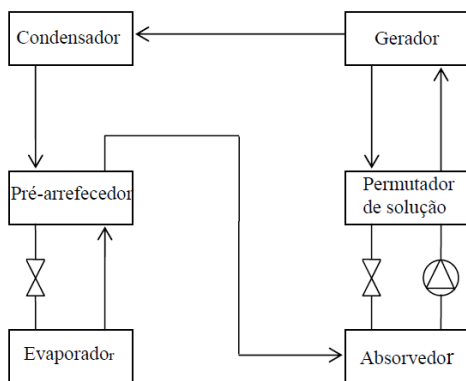 Condensador
Gerador
Pré-arrefecedor
Permutador
de solução
Evaporador
Absorvedor